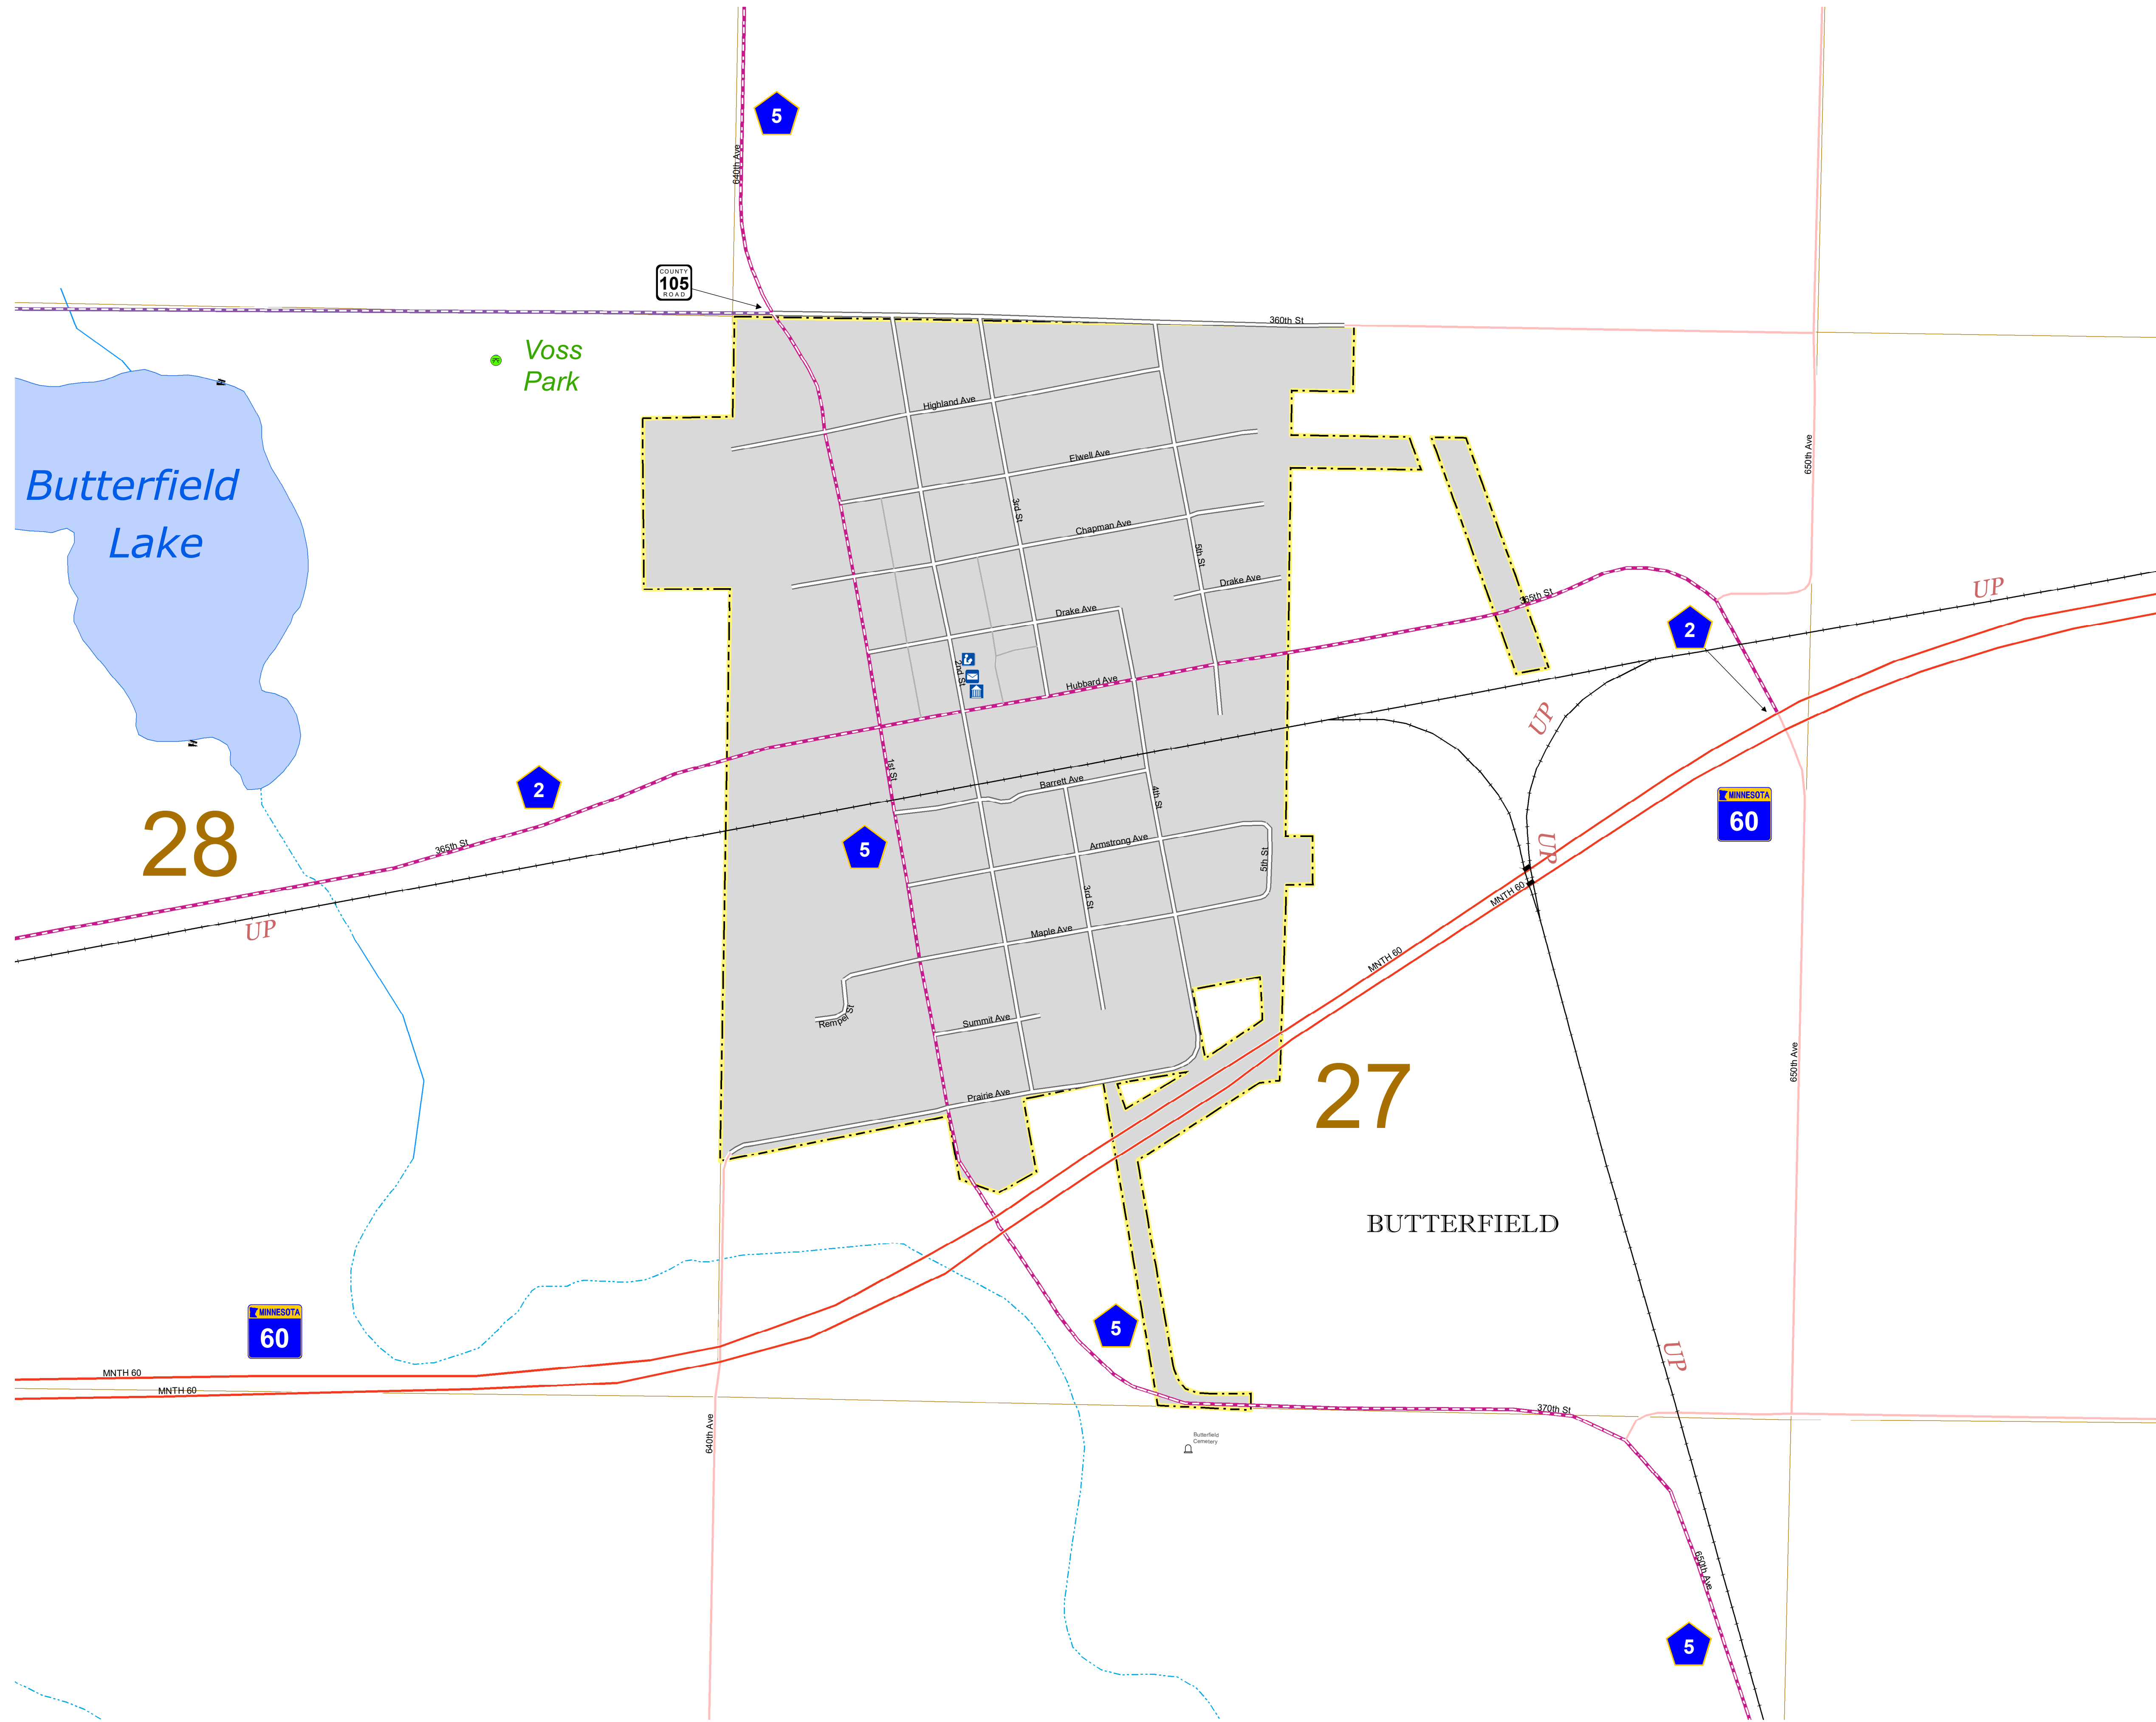 5
640th Ave
COUNTY
105
ROAD
360th St
Voss
Park
Highland Ave
650th Ave
Elwell Ave
Butterfield
Lake
3rd St
Chapman Ave
5th St
Drake Ave
UP
365th St
Drake Ave
2
2nd St
Hubbard Ave
UP
1st St
2
Barrett Ave
4th St
MINNESOTA
60
28
365th St
5
Armstrong Ave
5th St
UP
3rd St
MNTH 60
UP
Maple Ave
MNTH 60
Rempel St
Summit Ave
650th Ave
27
Prairie Ave
BUTTERFIELD
MINNESOTA
60
5
UP
MNTH 60
MNTH 60
370th St
640th Ave
Butterfield
Cemetery
650th Ave
5